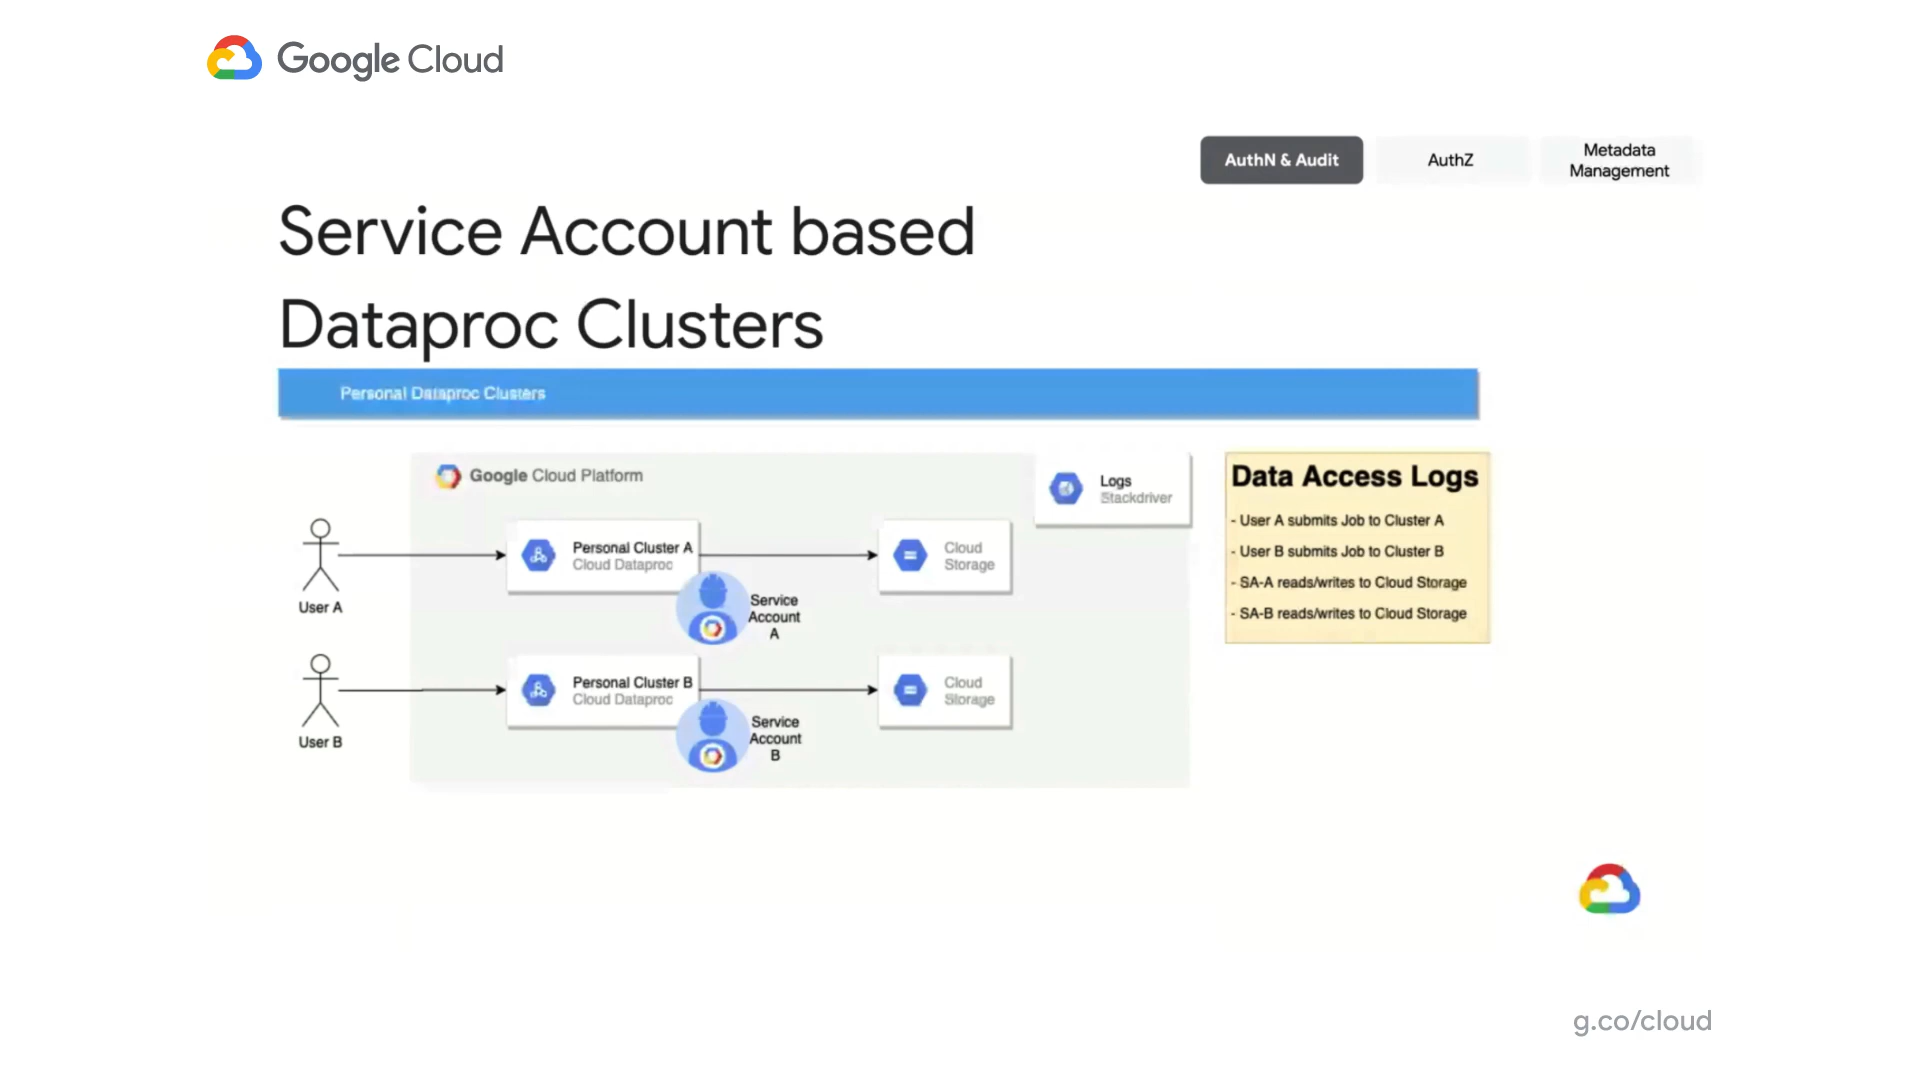 Google Cloud
AuthN & Audit
AuthZ
Metadata
Management
Service Account based
Dataproc Clusters
Personal Dataproc Clusters
Google Cloud Platform
Logs
Stackdriver
Data Access Logs
- User A submits Job to Cluster A
- User B submits Job to Cluster B
- SA-A reads/writes to Cloud Storage
- SA-B reads/writes to Cloud Storage
User A
Personal Cluster A
Cloud Dataproc
Service
Account
A
Cloud
Storage
User B
Personal Cluster B
Cloud Dataproc
Service
Account
B
Cloud
Storage
g.co/cloud